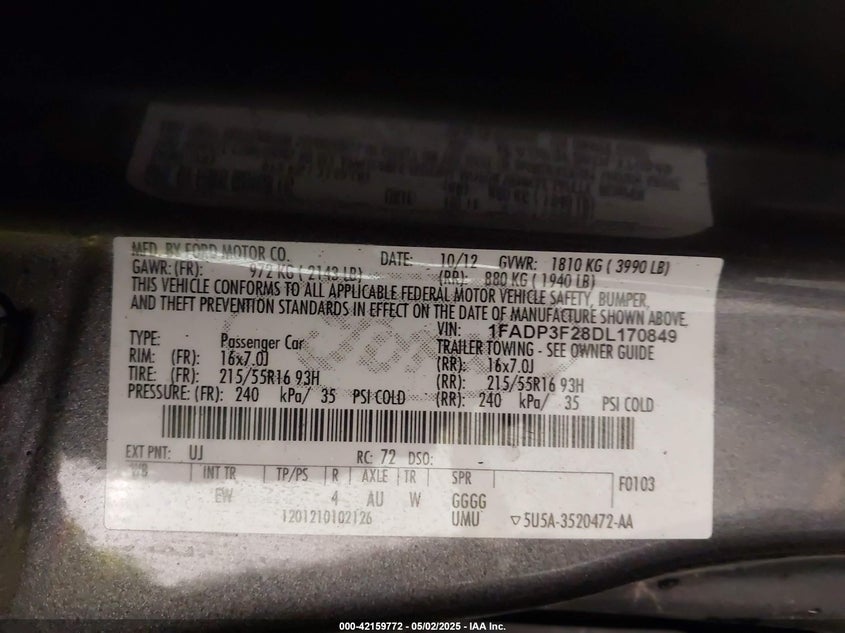 MFD. BY FORD MOTOR CO. DATE: 10/12 GVWR: 1810 KG ( 3990 LB)
GAWR: (FR): 972 KG ( 2143 LB) (RR): 880 KG ( 1940 LB)
THIS VEHICLE CONFORMS TO ALL APPLICABLE FEDERAL MOTOR VEHICLE SAFETY, BUMPER,
AND THEFT PREVENTION STANDARDS IN EFFECT ON THE DATE OF MANUFACTURE SHOWN ABOVE.
VIN: 1FADP3F28DL170849
TYPE: Passenger Car TRAILER TOWING - SEE OWNER GUIDE
RIM: (FR): 16x7.0J (RR): 16x7.0J
TIRE: (FR): 215/55R16 93H (RR): 215/55R16 93H
PRESSURE: (FR): 240 kPa/ 35 PSI COLD (RR): 240 kPa/ 35 PSI COLD
EXT PNT: UJ RC: 72 DSO:
WB INT TR TP/PS R AXLE TR SPR F0103
EW 4 AU W GGGG
1201210102126 UMU ▽5U5A-3520472-AA
000-42159772 - 05/02/2025 - IAA Inc.